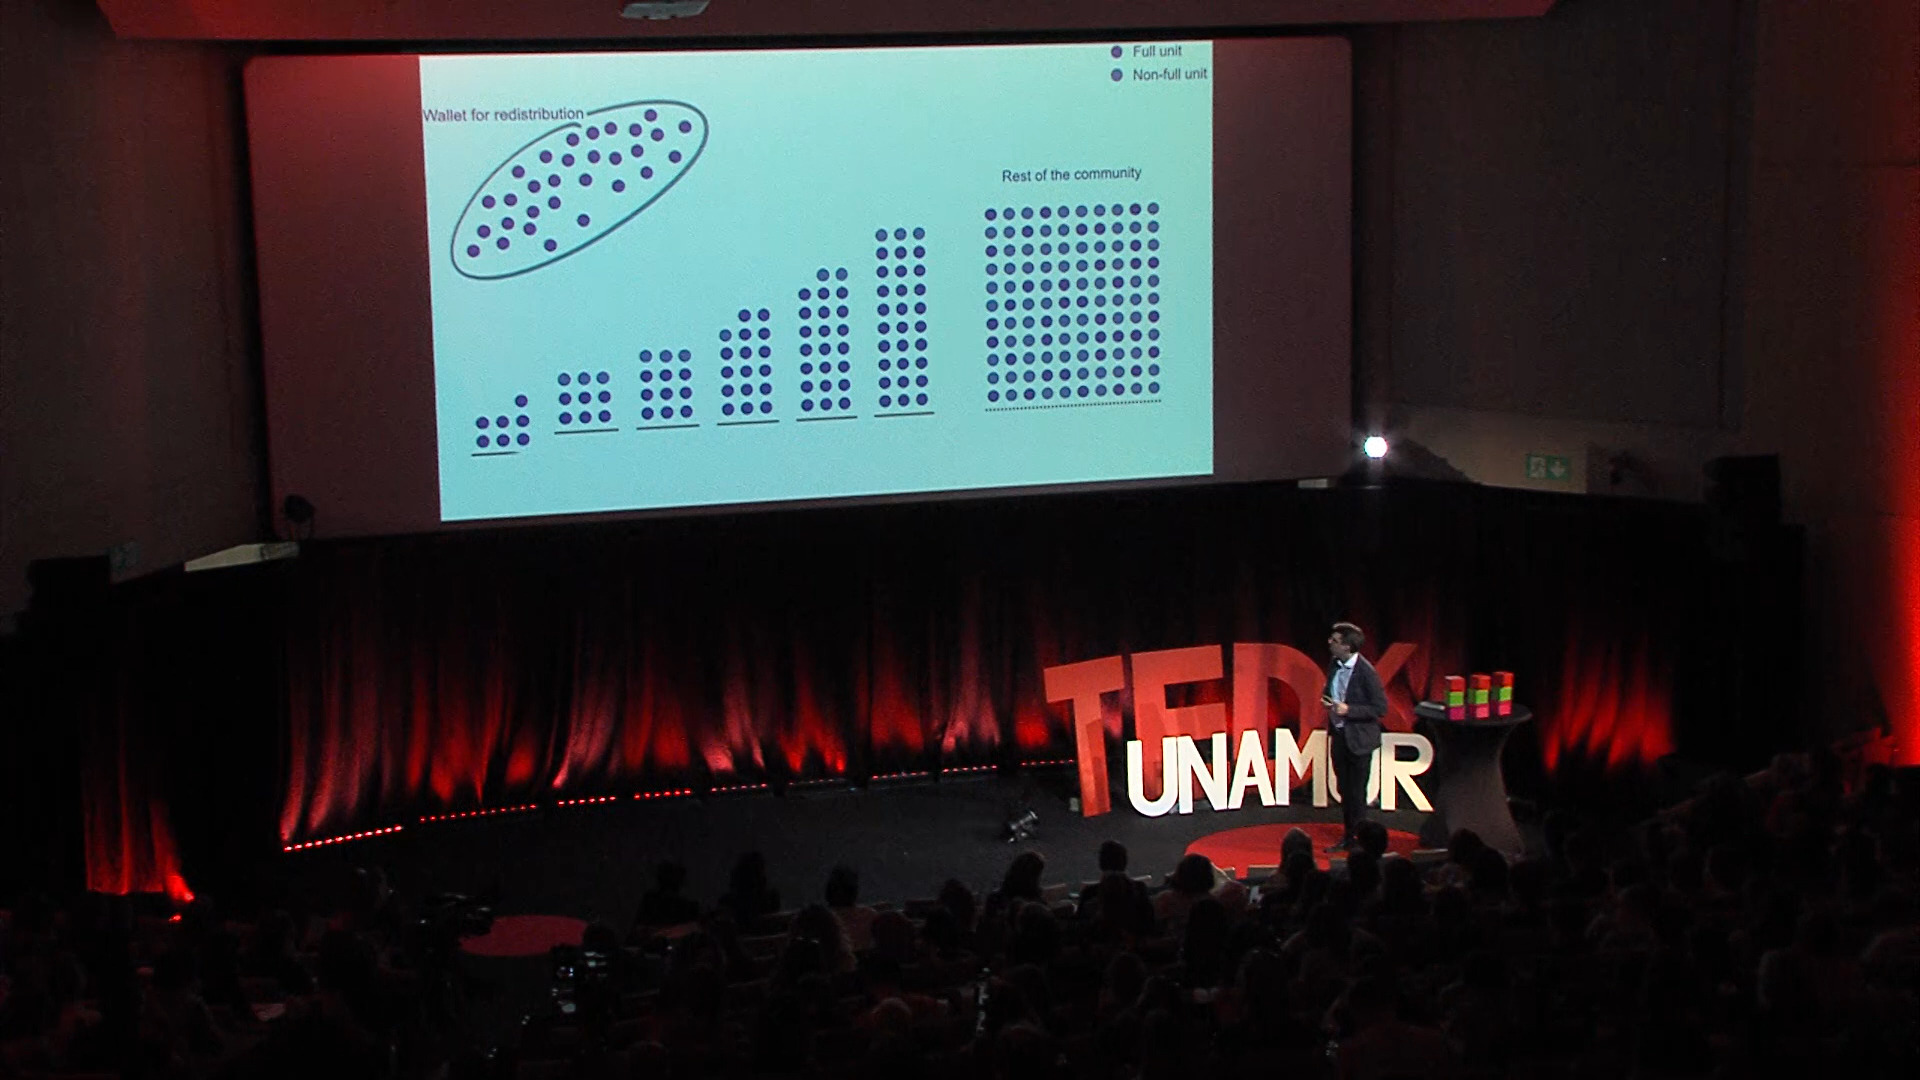 Full unit
Non-full unit
Wallet for redistribution
Rest of the community
TEDX
UNAMUR